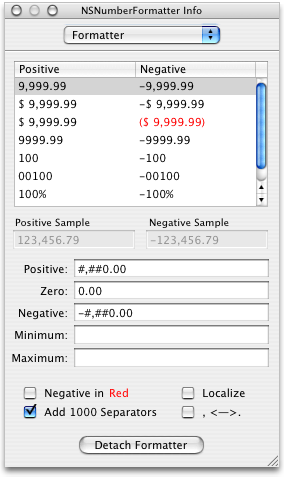 NSNumberFormatter Info
Formatter
Positive Negative
9,999.99 -9,999.99
$ 9,999.99 -$ 9,999.99
$ 9,999.99 ($ 9,999.99)
9999.99 -9999.99
100 -100
00100 -00100
100% -100%
Positive Sample Negative Sample
123,456.79 -123,456.79
Positive: #,##0.00
Zero: 0.00
Negative: -#,##0.00
Minimum:
Maximum:
Negative in Red Localize
Add 1000 Separators , <—>.
Detach Formatter